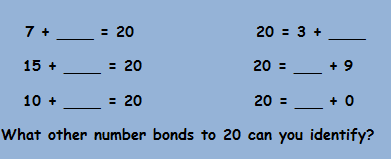 7 + ____ = 20    20 = 3 + ____
15 + ____ = 20    20 = ___ + 9
10 + ____ = 20    20 = ___ + 0
What other number bonds to 20 can you identify?